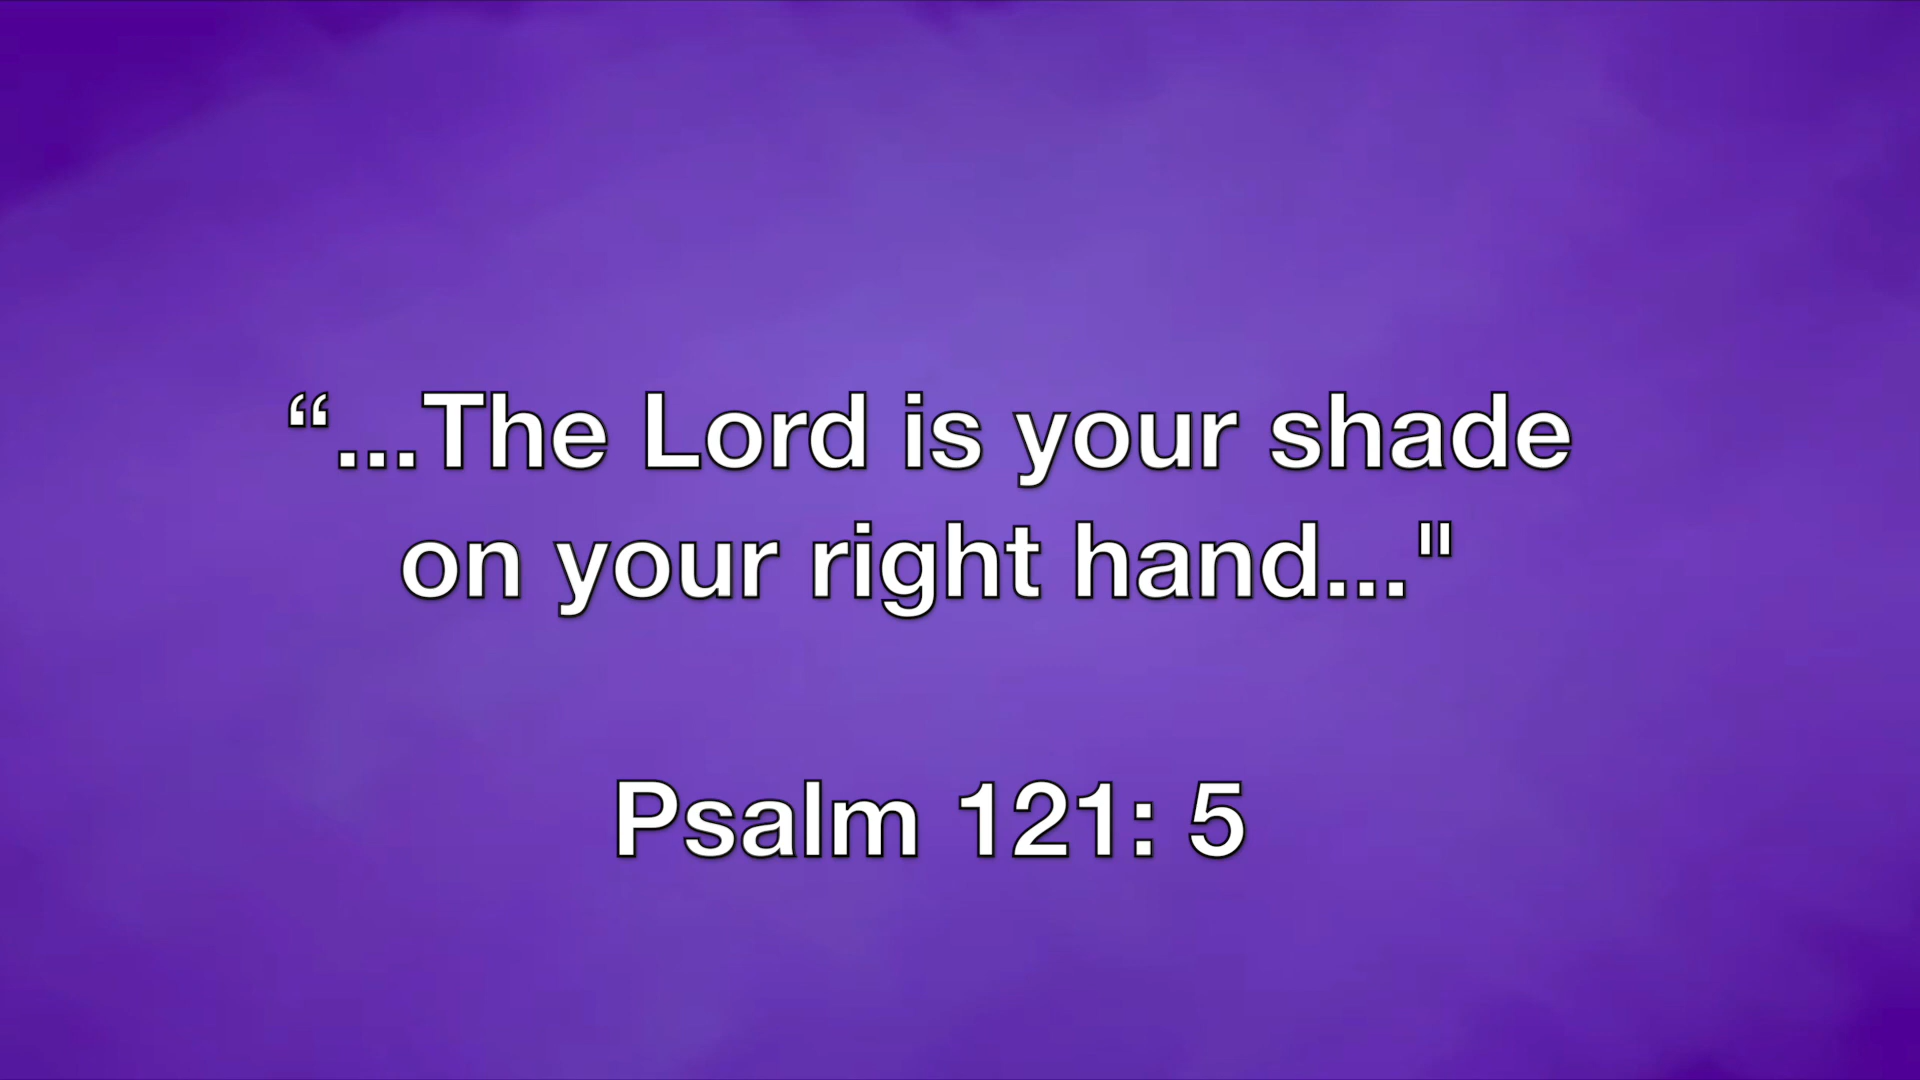 “...The Lord is your shade
on your right hand..."
Psalm 121: 5